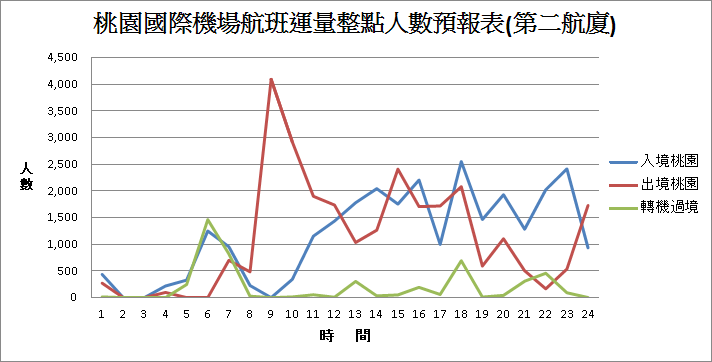 桃園國際機場航班運量整點人數預報表(第二航廈)
4,500
4,000
3,500
3,000
2,500
2,000
1,500
1,000
500
0
人數
1 2 3 4 5 6 7 8 9 10 11 12 13 14 15 16 17 18 19 20 21 22 23 24
時 間
入境桃園
出境桃園
轉機過境